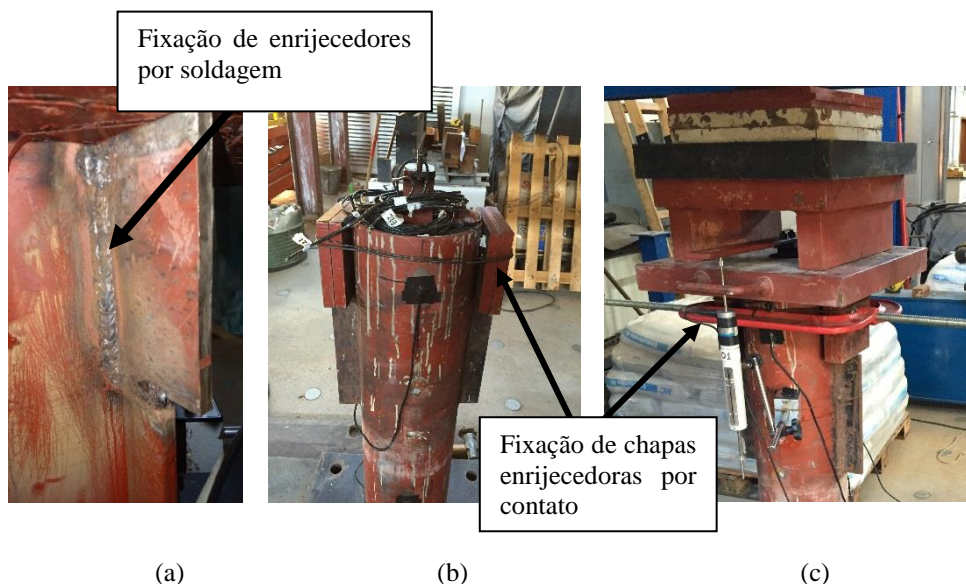 Fixação de enrijecedores
por soldagem
Fixação de chapas
enrijecedoras por
contato
(a)
(b)
(c)